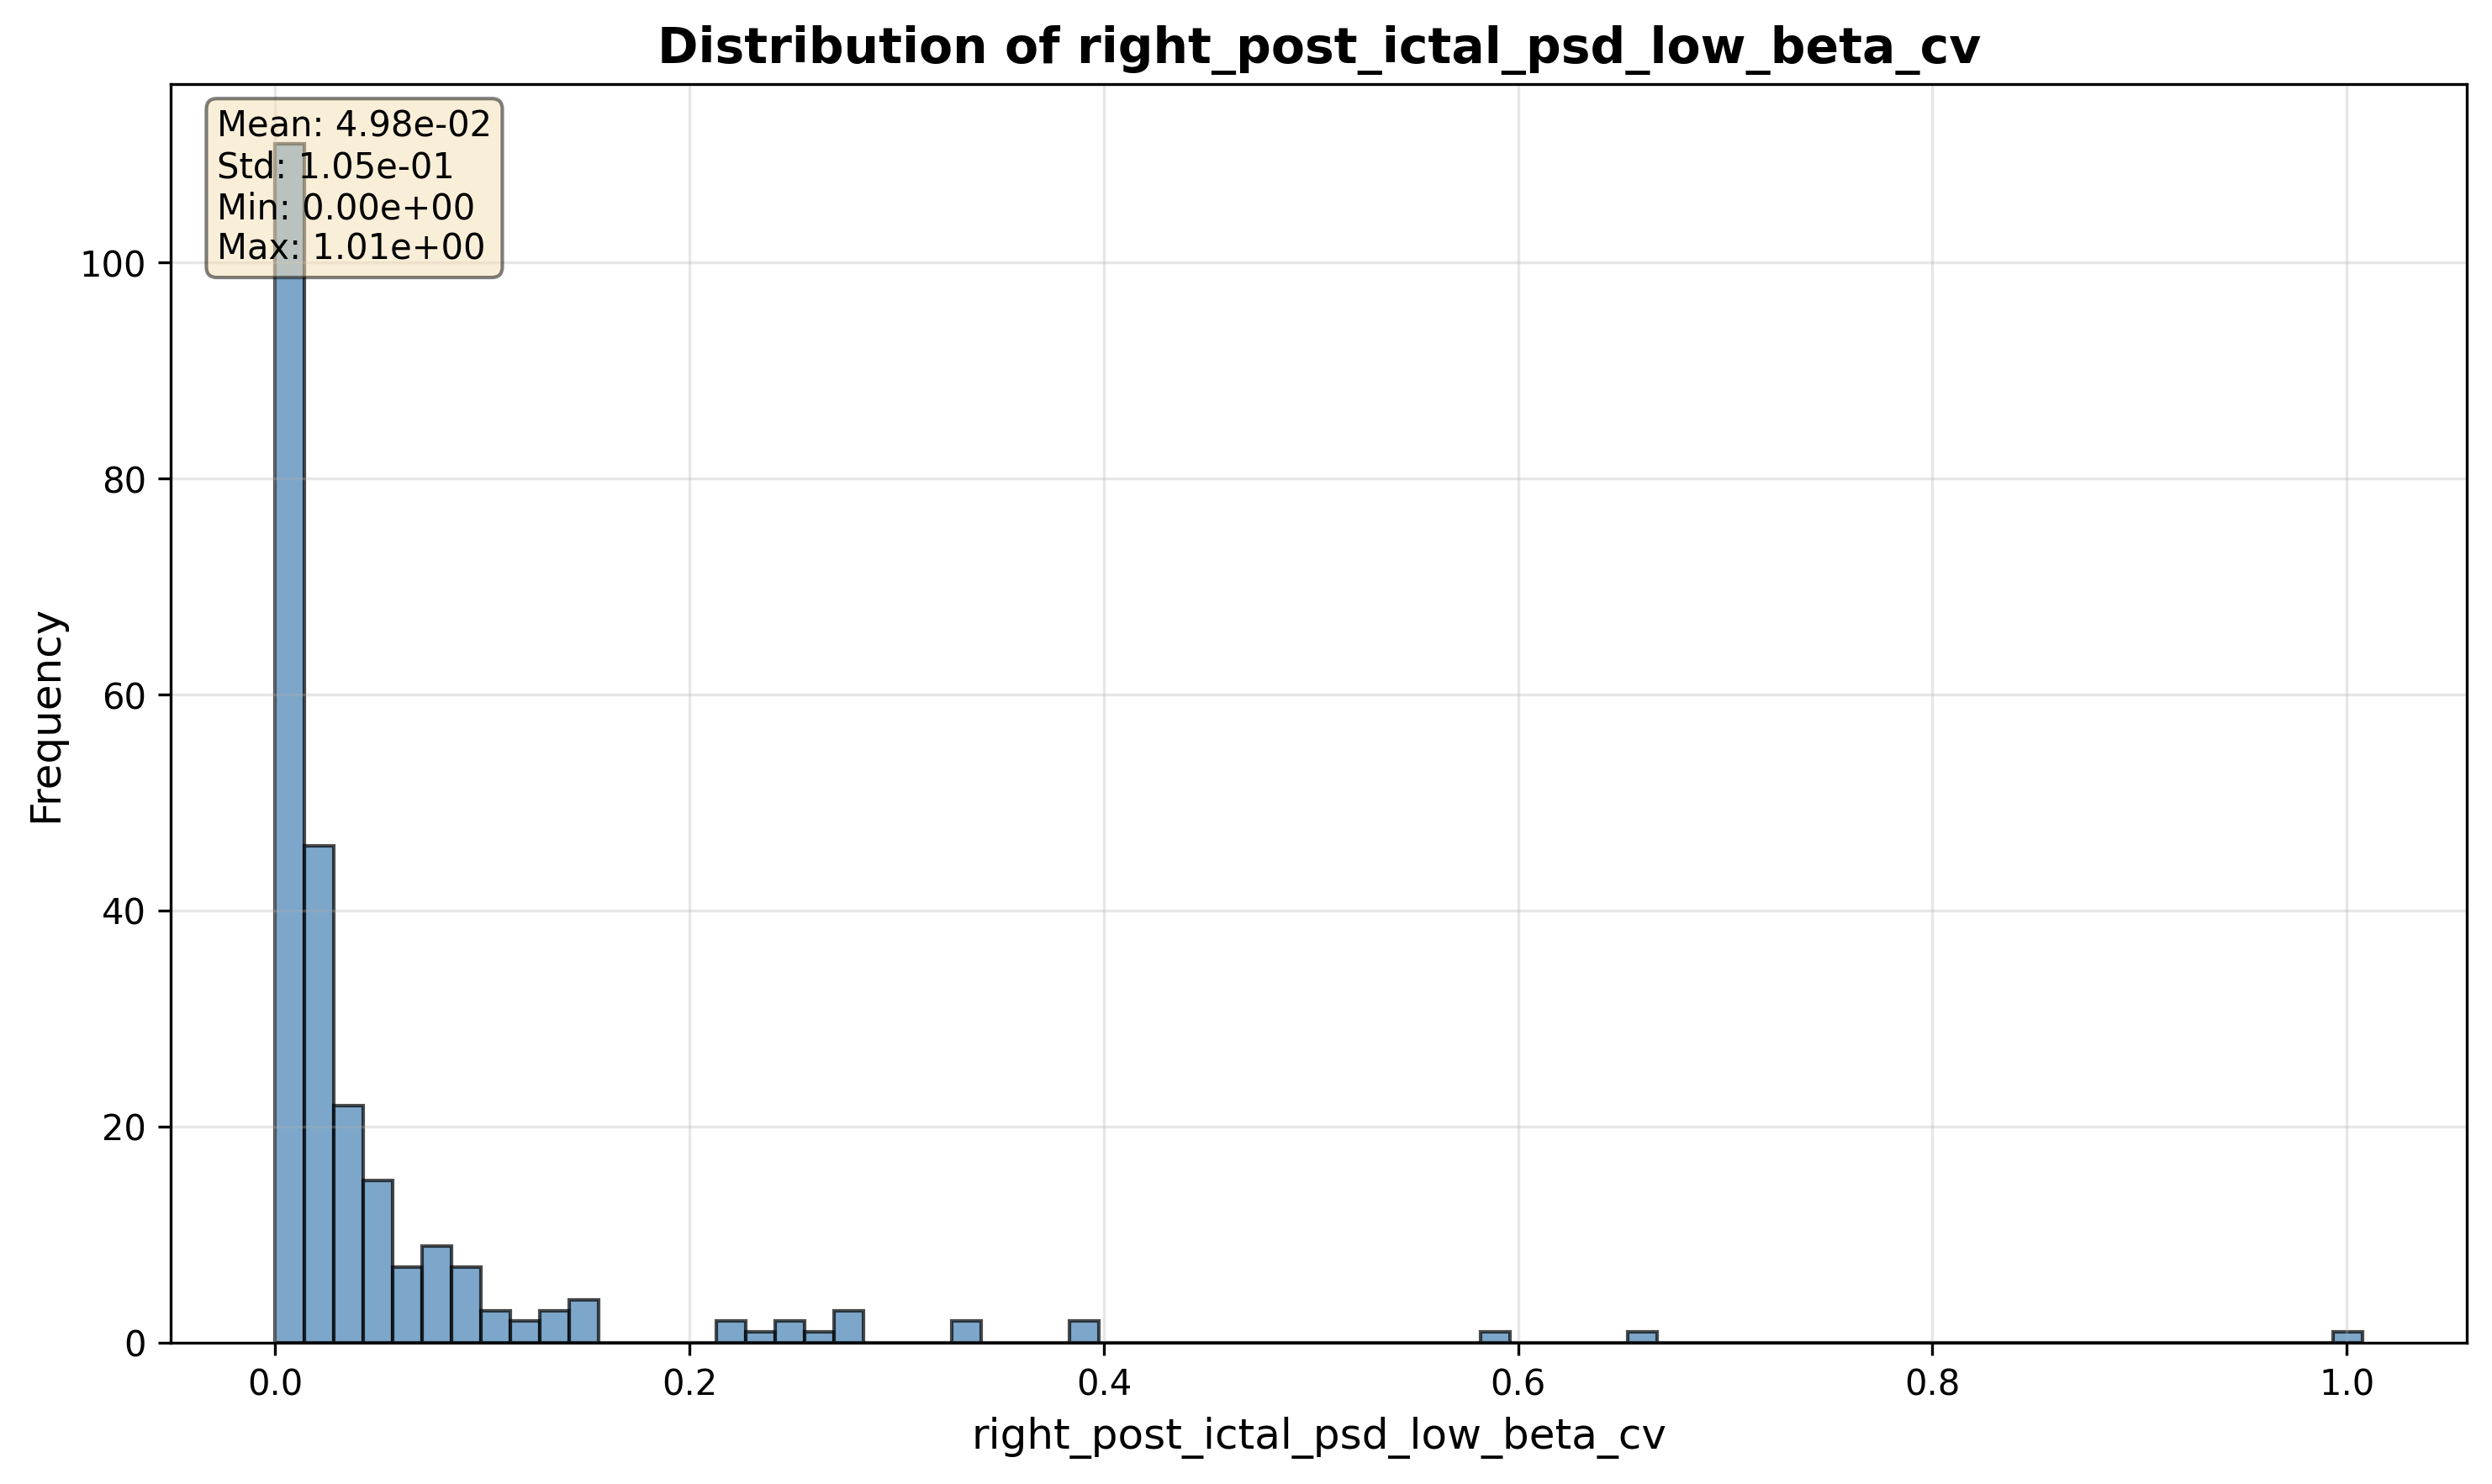 Distribution of right_post_ictal_psd_low_beta_cv
Mean: 4.98e-02
Std: 1.05e-01
Min: 0.00e+00
Max: 1.01e+00
100
80
60
40
20
0
Frequency
0.0 0.2 0.4 0.6 0.8 1.0
right_post_ictal_psd_low_beta_cv